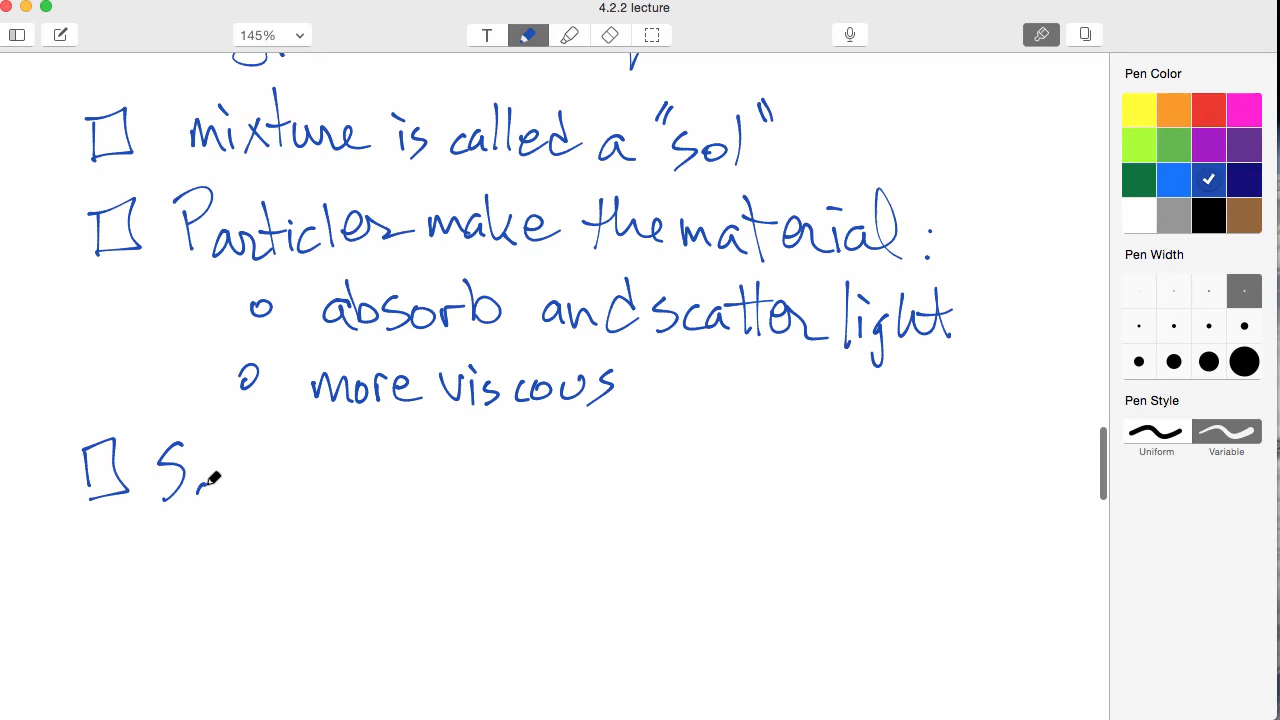 4.2.2 lecture
145%
T
Pen Color
mixture is called a "sol"
Particles make the material:
absorb and scatter light
more viscous
S
Pen Width
Pen Style
Uniform
Variable